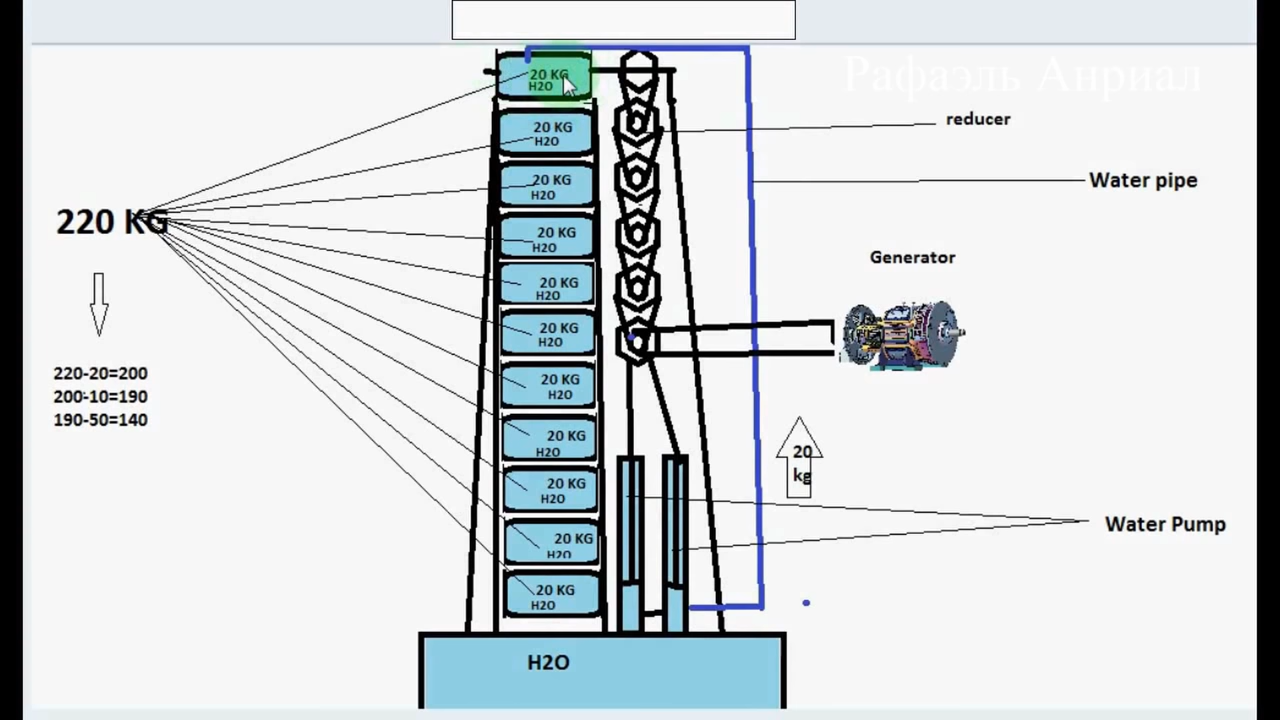 Рафаэль Анриал
20 KG
H2O
reducer
20 KG
H2O
Water pipe
20 KG
H2O
220 KG
20 KG
H2O
Generator
20 KG
H2O
20 KG
H2O
220-20=200
200-10=190
190-50=140
20 KG
H2O
20 KG
H2O
20
kg
20 KG
H2O
Water Pump
20 KG
H2O
20 KG
H2O
H2O